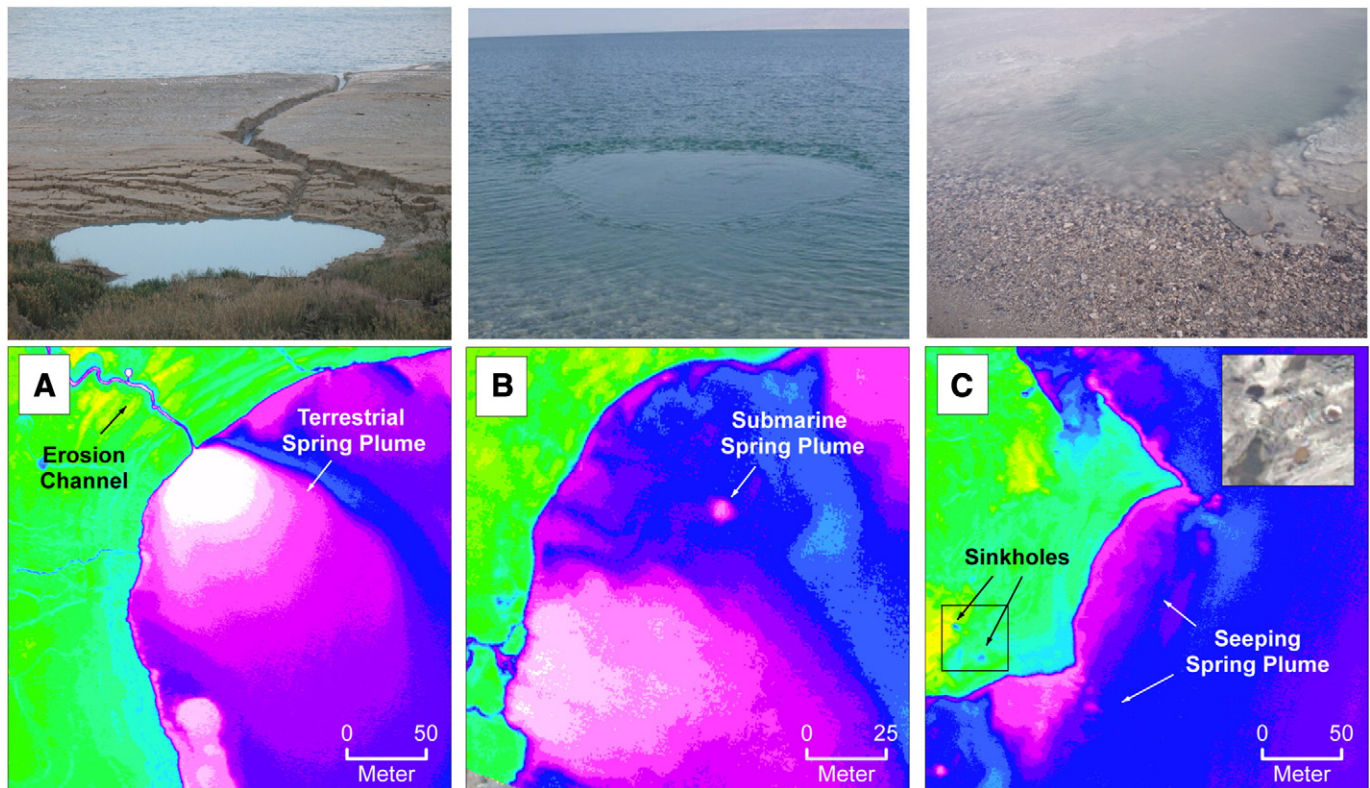 A
Erosion
Channel
Terrestrial
Spring Plume
0 50
Meter
B
Submarine
Spring Plume
0 25
Meter
C
Sinkholes
Seeping
Spring Plume
0 50
Meter